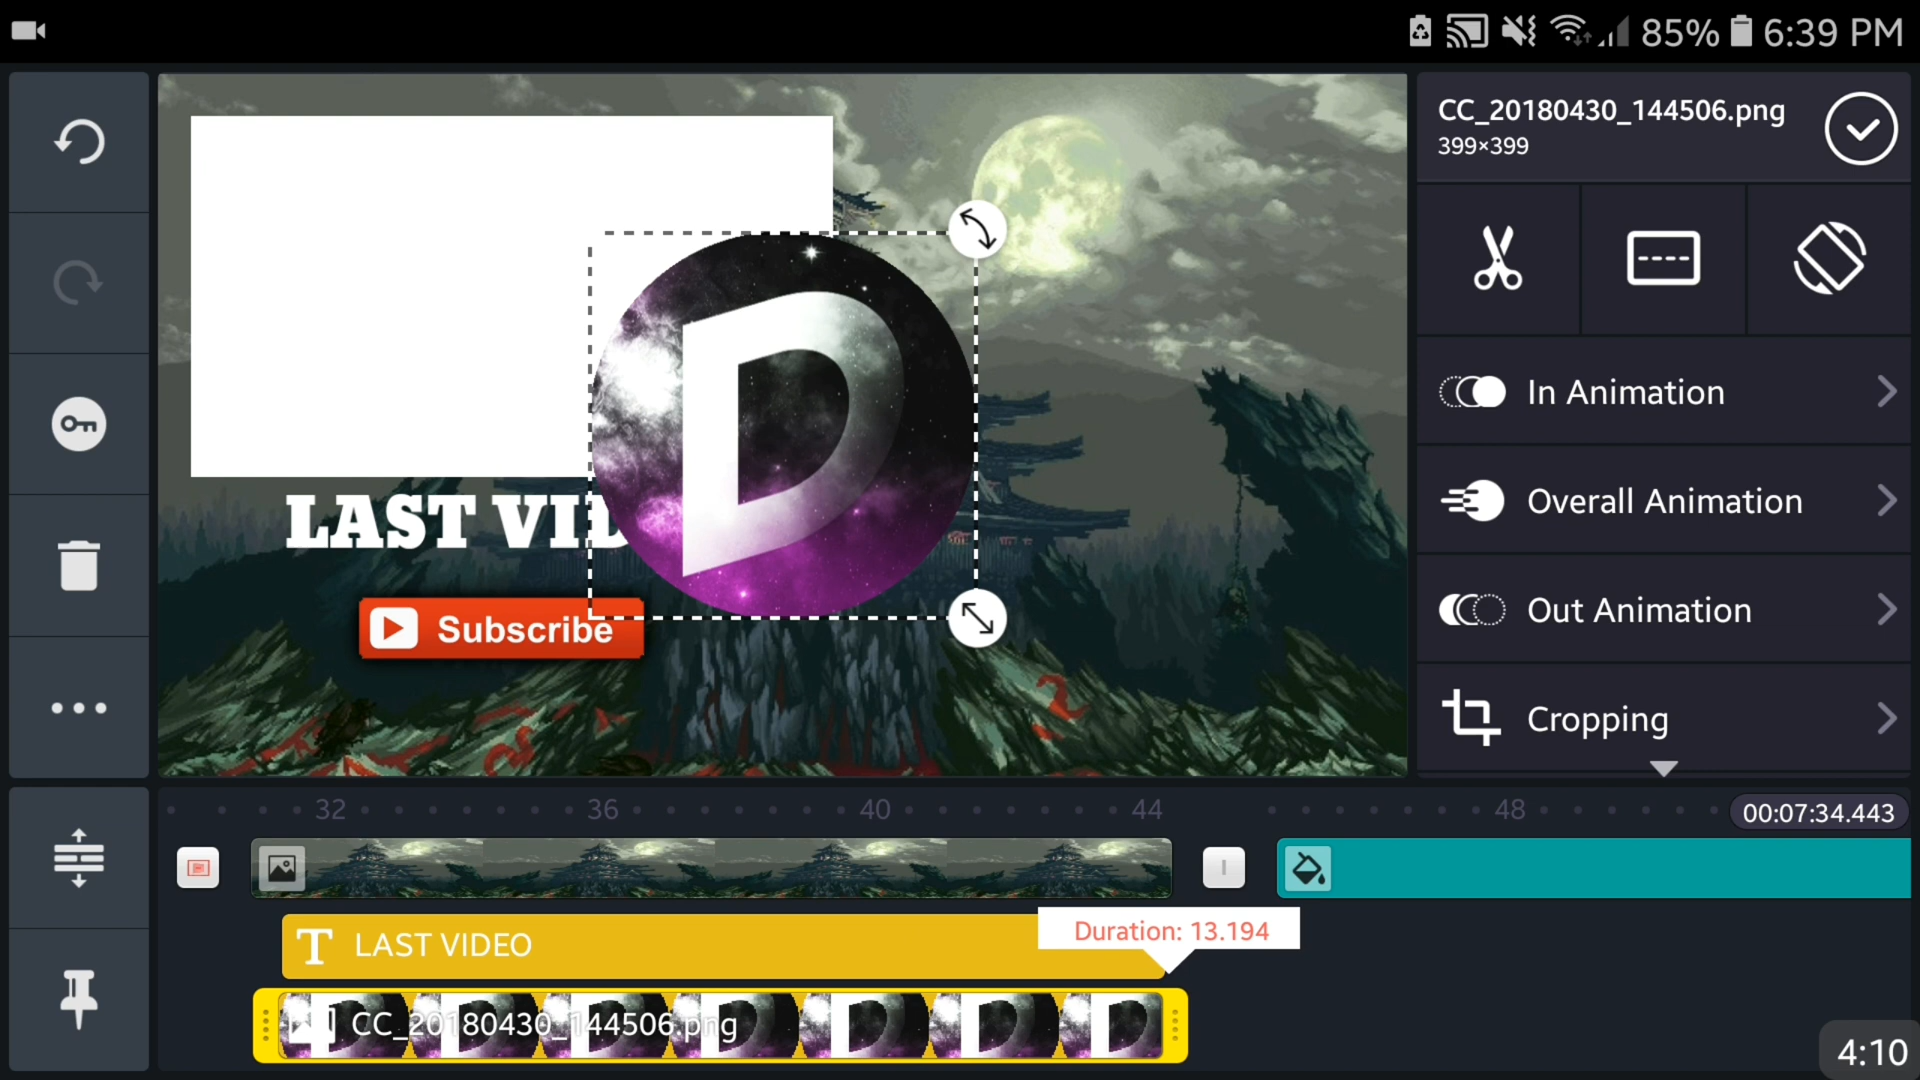 85% 6:39 PM
CC_20180430_144506.png
399×399
In Animation
Overall Animation
Out Animation
Cropping
D
LAST VID
Subscribe
32 36 40 44 48 00:07:34.443
T LAST VIDEO
Duration: 13.194
CC_20180430_144506.png
4:10